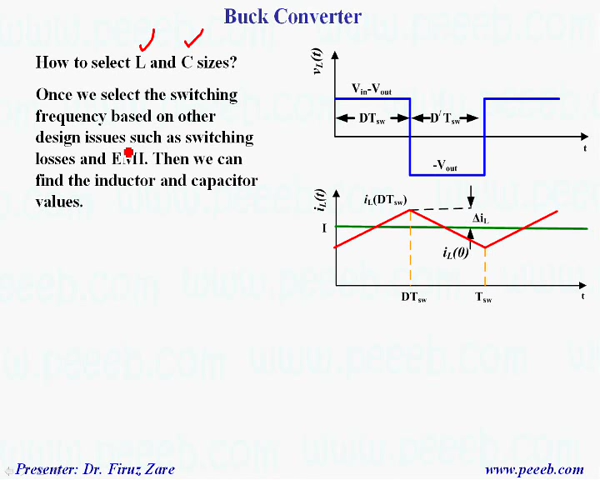 Buck Converter
How to select L and C sizes?
Once we select the switching
frequency based on other
design issues such as switching
losses and EMI. Then we can
find the inductor and capacitor
values.
vL(t)
Vin-Vout
DTsw
D'Tsw
-Vout
t
iL(t)
iL(DTsw)
ΔiL
I
iL(0)
DTsw
Tsw
t
Presenter: Dr. Firuz Zare
www.peeeb.com